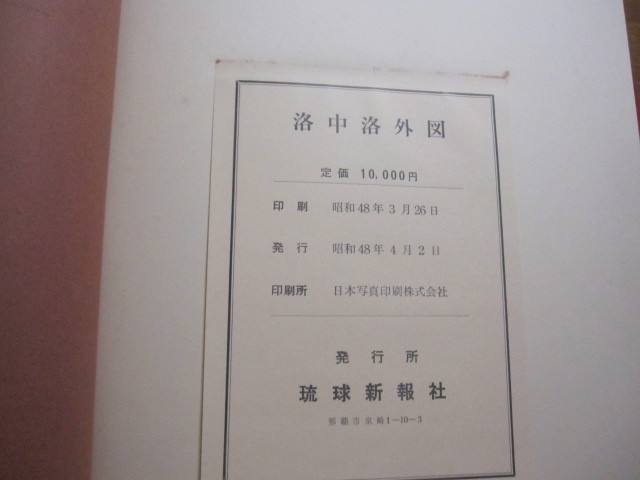 洛中洛外図
定価 10,000円
印刷 昭和48年3月26日
発行 昭和48年4月2日
印刷所 日本写真印刷株式会社
発行所
琉球新報社
那覇市泉崎1―10―3